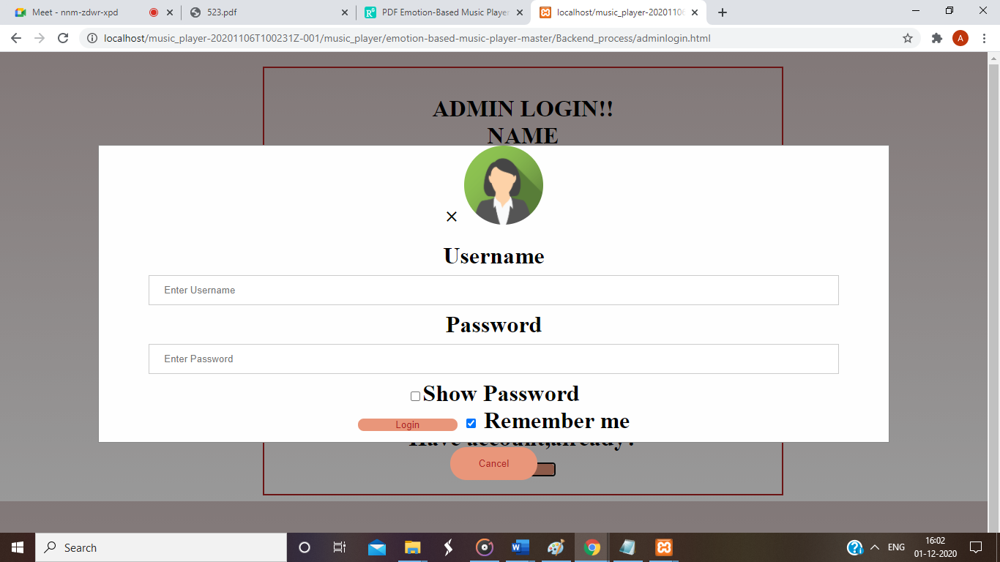 Meet - nnm-zdwr-xpd
523.pdf
PDF Emotion-Based Music Player
localhost/music_player-20201106
localhost/music_player-20201106T100231Z-001/music_player/emotion-based-music-player-master/Backend_process/adminlogin.html
A
ADMIN LOGIN!!
NAME
Username
Enter Username
Password
Enter Password
Show Password
Login Remember me
Have account,already?
Cancel
Search
ENG
16:02
01-12-2020